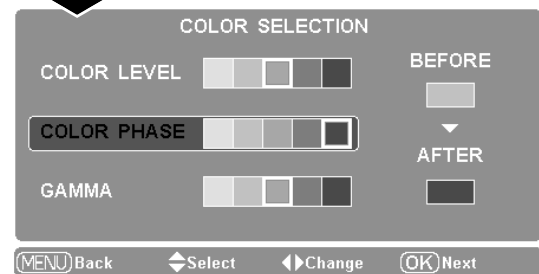 COLOR SELECTION
COLOR LEVEL
BEFORE
COLOR PHASE
AFTER
GAMMA
MENU Back Select Change OK Next